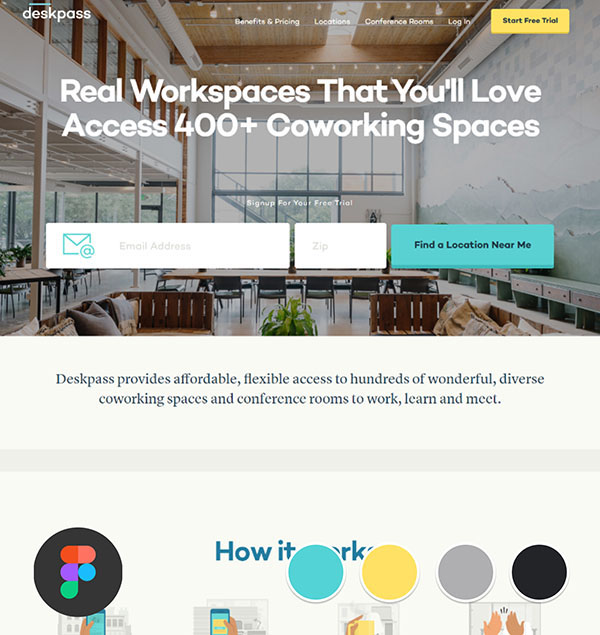 deskpass
Benefits & Pricing
Locations
Conference Rooms
Log In
Start Free Trial
Real Workspaces That You'll Love
Access 400+ Coworking Spaces
Signup For Your Free Trial
Email Address
Zip
Find a Location Near Me
Deskpass provides affordable, flexible access to hundreds of wonderful, diverse
coworking spaces and conference rooms to work, learn and meet.
How it works